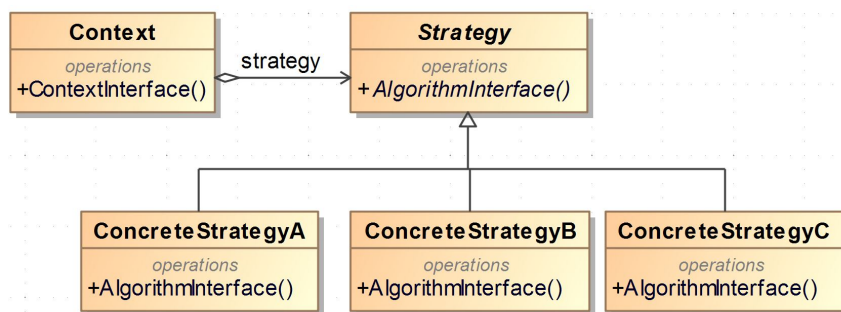 Context
operations
+ContextInterface()
strategy
Strategy
operations
+ AlgorithmInterface()
ConcreteStrategyA
operations
+AlgorithmInterface()
ConcreteStrategyB
operations
+AlgorithmInterface()
ConcreteStrategyC
operations
+AlgorithmInterface()